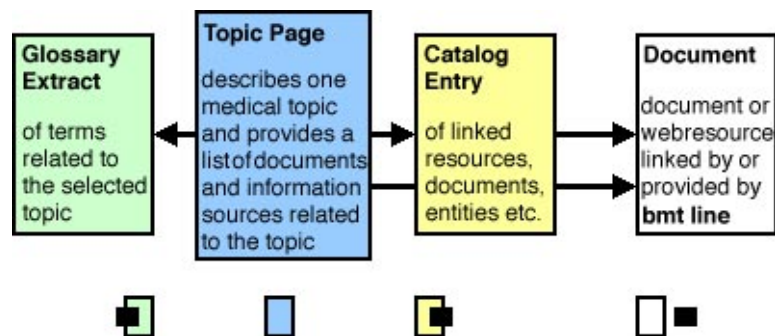 Glossary
Extract
of terms
related to
the selected
topic
Topic Page
describes one
medical topic
and provides a
list of documents
and information
sources related
to the topic
Catalog
Entry
of linked
resources,
documents,
entities etc.
Document
document or
webresource
linked by or
provided by
bmt line